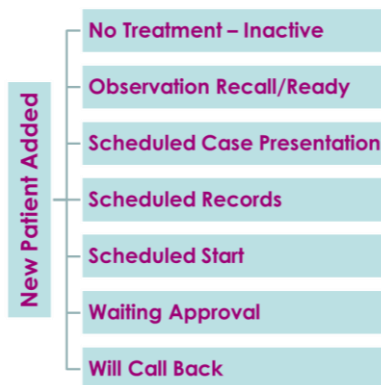 New Patient Added
No Treatment – Inactive
Observation Recall/Ready
Scheduled Case Presentation
Scheduled Records
Scheduled Start
Waiting Approval
Will Call Back